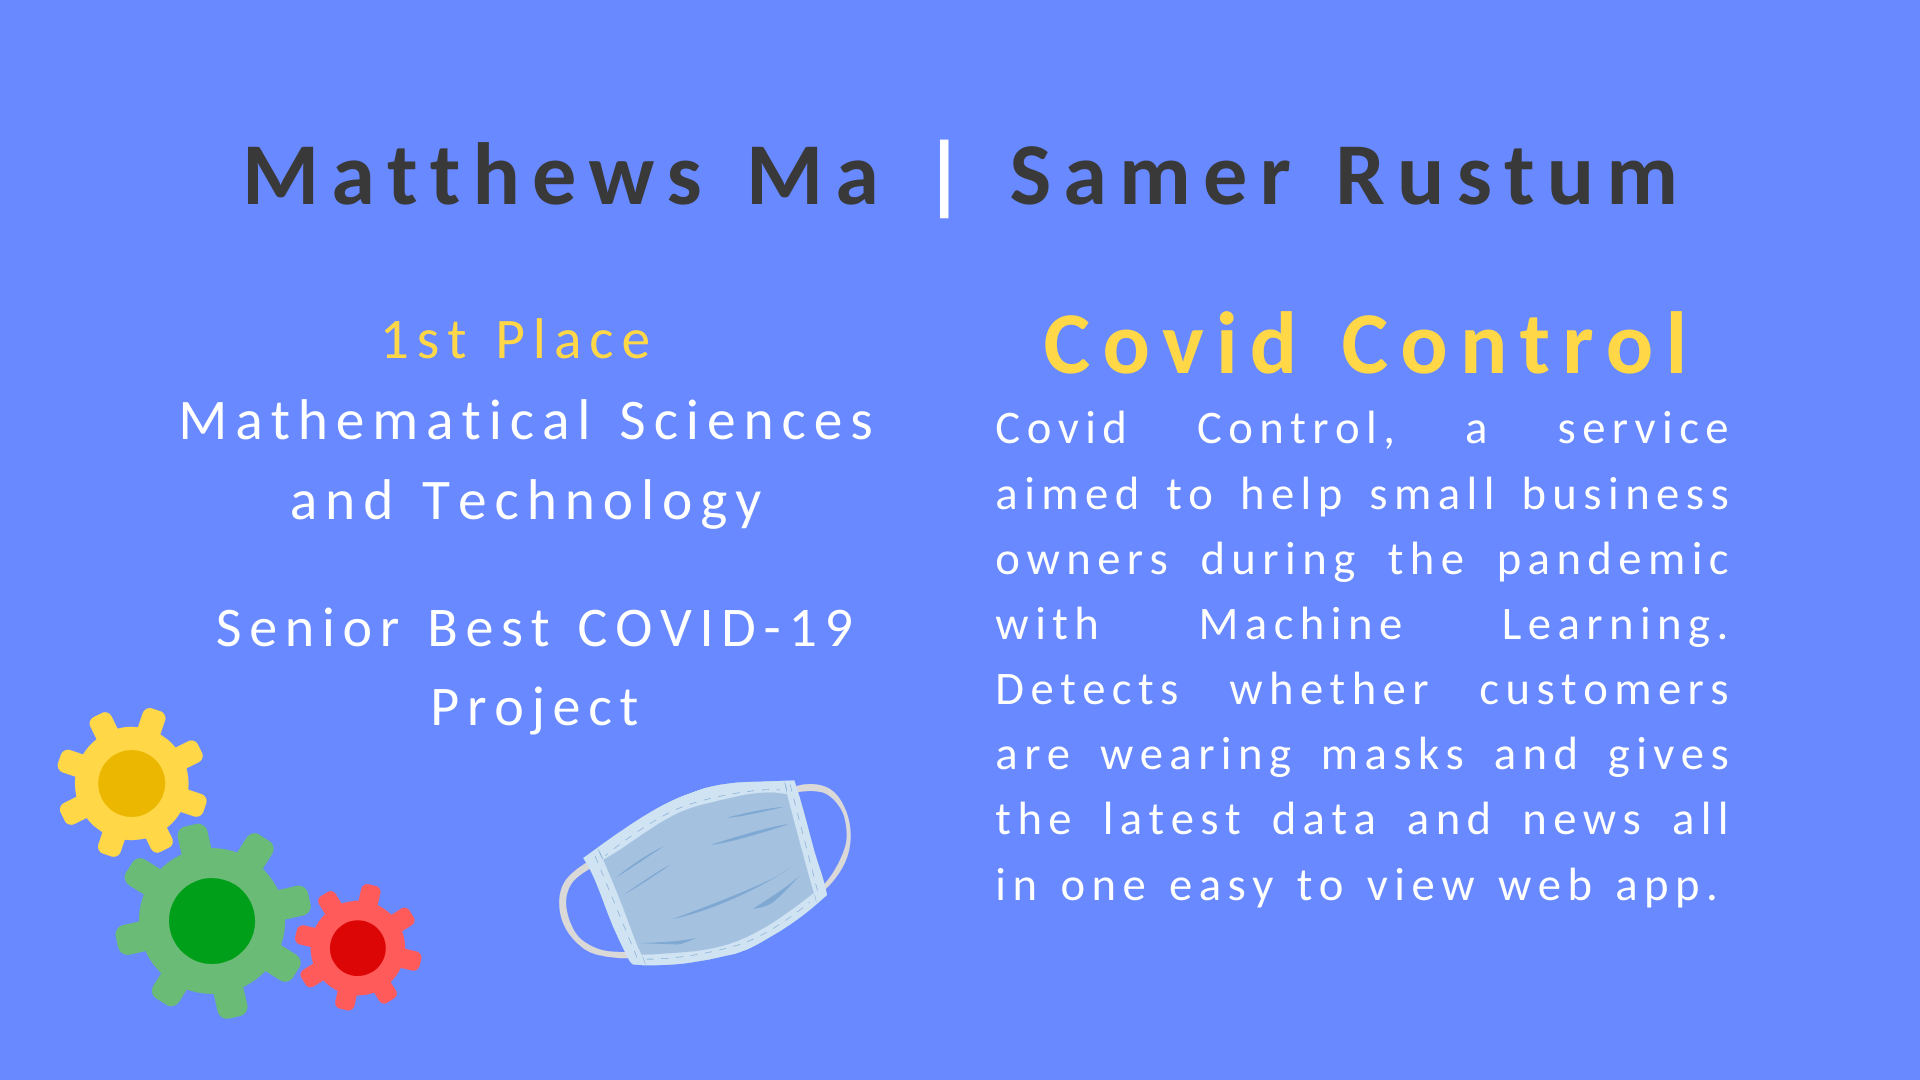 Matthews Ma | Samer Rustum
1st Place
Mathematical Sciences
and Technology
Senior Best COVID-19
Project
Covid Control
Covid Control, a service
aimed to help small business
owners during the pandemic
with Machine Learning.
Detects whether customers
are wearing masks and gives
the latest data and news all
in one easy to view web app.